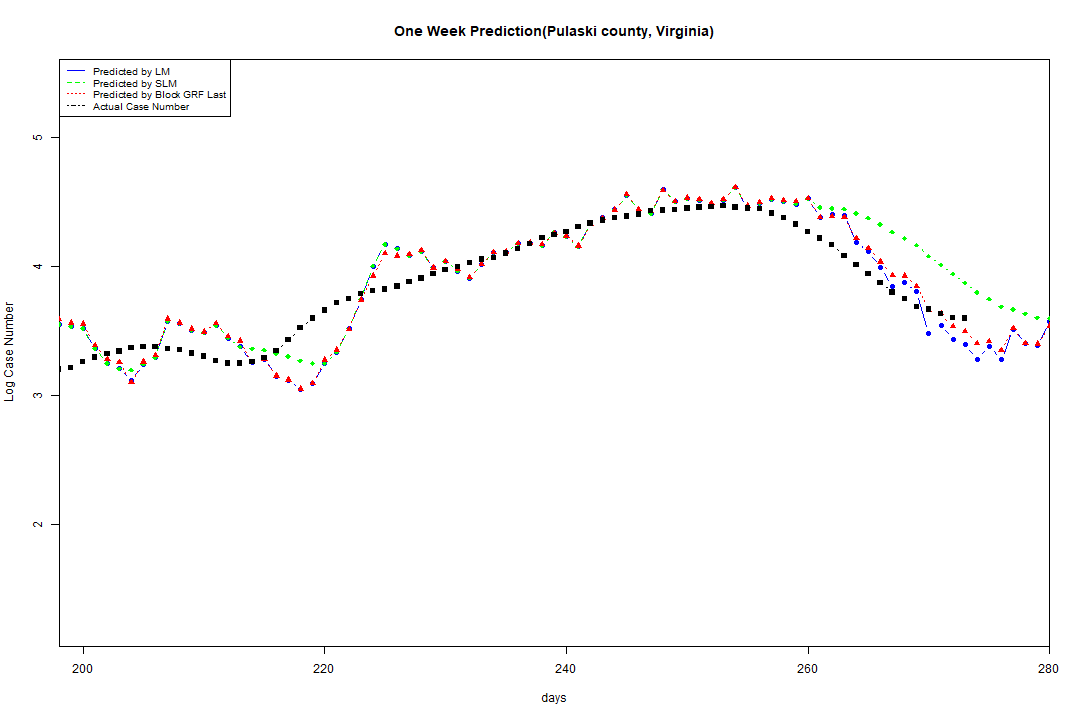 One Week Prediction(Pulaski county, Virginia)
Predicted by LM
Predicted by SLM
Predicted by Block GRF Last
Actual Case Number
5
4
3
2
Log Case Number
200 220 240 260 280
days